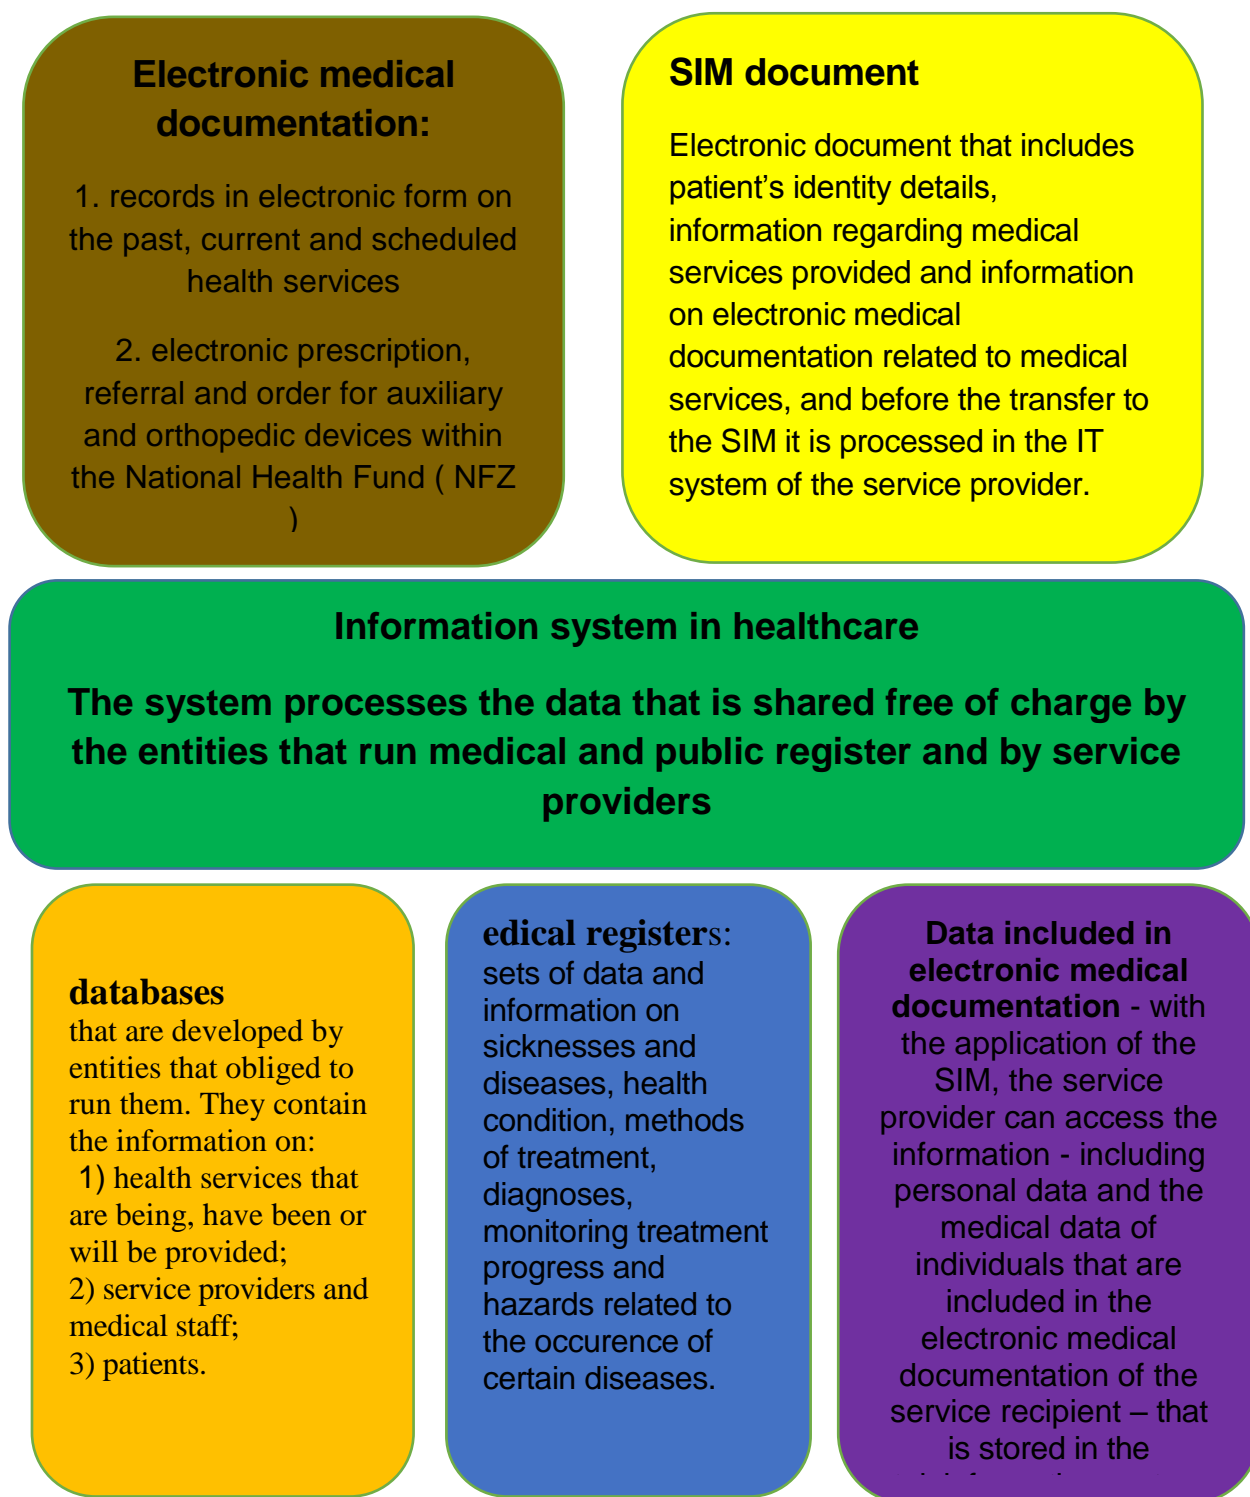 Electronic medical
documentation:
1. records in electronic form on
the past, current and scheduled
health services
2. electronic prescription,
referral and order for auxiliary
and orthopedic devices within
the National Health Fund ( NFZ
)
SIM document
Electronic document that includes
patient’s identity details,
information regarding medical
services provided and information
on electronic medical
documentation related to medical
services, and before the transfer to
the SIM it is processed in the IT
system of the service provider.
Information system in healthcare
The system processes the data that is shared free of charge by
the entities that run medical and public register and by service
providers
databases
that are developed by
entities that obliged to
run them. They contain
the information on:
1) health services that
are being, have been or
will be provided;
2) service providers and
medical staff;
3) patients.
edical registers:
sets of data and
information on
sicknesses and
diseases, health
condition, methods
of treatment,
diagnoses,
monitoring treatment
progress and
hazards related to
the occurence of
certain diseases.
Data included in
electronic medical
documentation - with
the application of the
SIM, the service
provider can access the
information - including
personal data and the
medical data of
individuals that are
included in the
electronic medical
documentation of the
service recipient – that
is stored in the